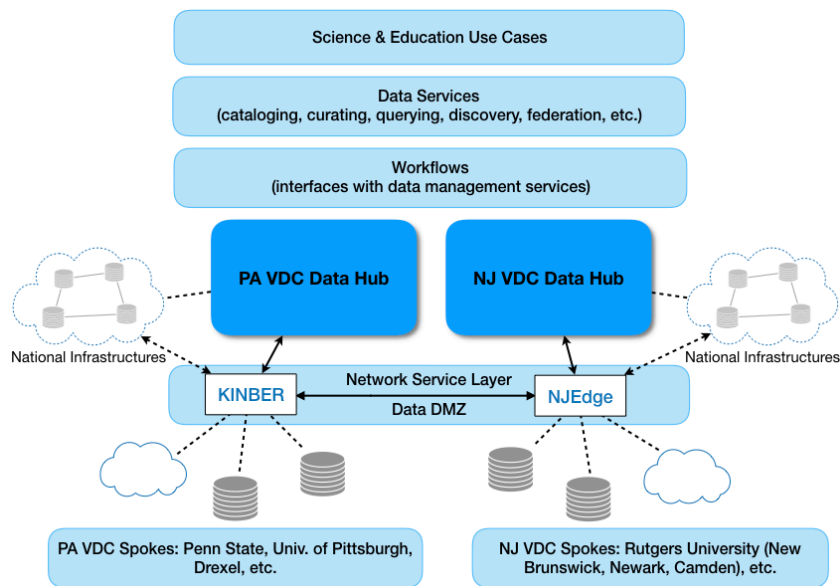 Science & Education Use Cases
Data Services
(cataloging, curating, querying, discovery, federation, etc.)
Workflows
(interfaces with data management services)
PA VDC Data Hub
NJ VDC Data Hub
National Infrastructures
National Infrastructures
Network Service Layer
KINBER
NJEdge
Data DMZ
PA VDC Spokes: Penn State, Univ. of Pittsburgh,
Drexel, etc.
NJ VDC Spokes: Rutgers University (New
Brunswick, Newark, Camden), etc.